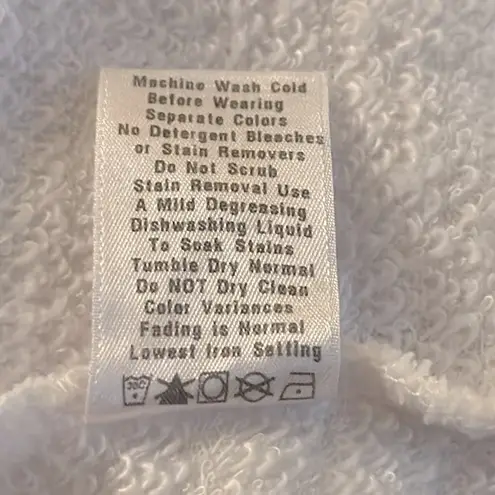 Machine Wash Cold
Before Wearing
Separate Colors
No Detergent Bleaches
or Stain Removers
Do Not Scrub
Stain Removal Use
A Mild Degreasing
Dishwashing Liquid
To Soak Stains
Tumble Dry Normal
Do NOT Dry Clean
Color Variances
Fading is Normal
Lowest Iron Setting
30C